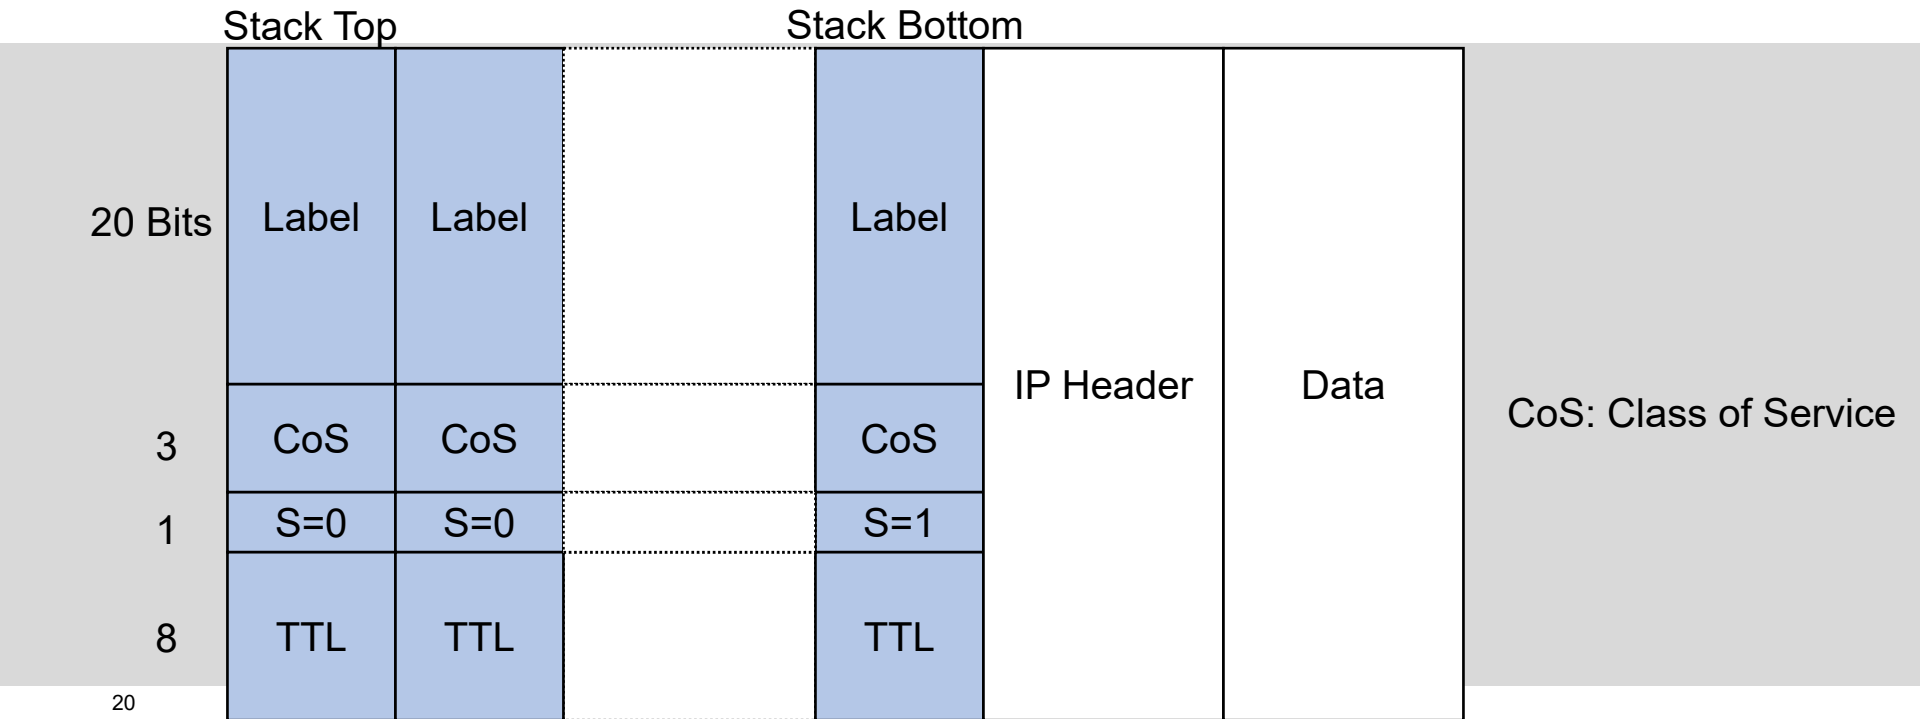 Stack Top
Stack Bottom
20 Bits
Label
Label
Label
IP Header
Data
CoS: Class of Service
3
CoS
CoS
CoS
1
S=0
S=0
S=1
8
TTL
TTL
TTL
20